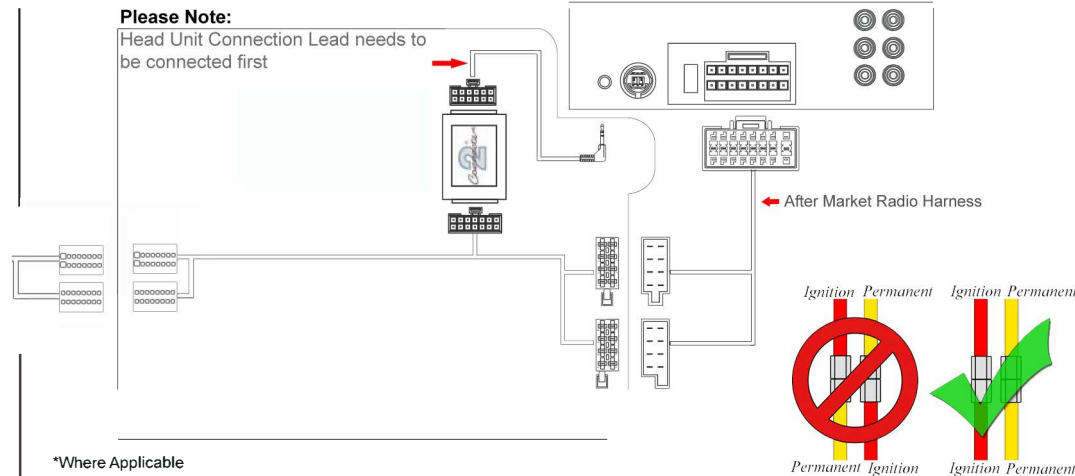 Please Note:
Head Unit Connection Lead needs to
be connected first
Connects2
After Market Radio Harness
Ignition Permanent
Ignition Permanent
Permanent Ignition
Ignition Permanent
*Where Applicable